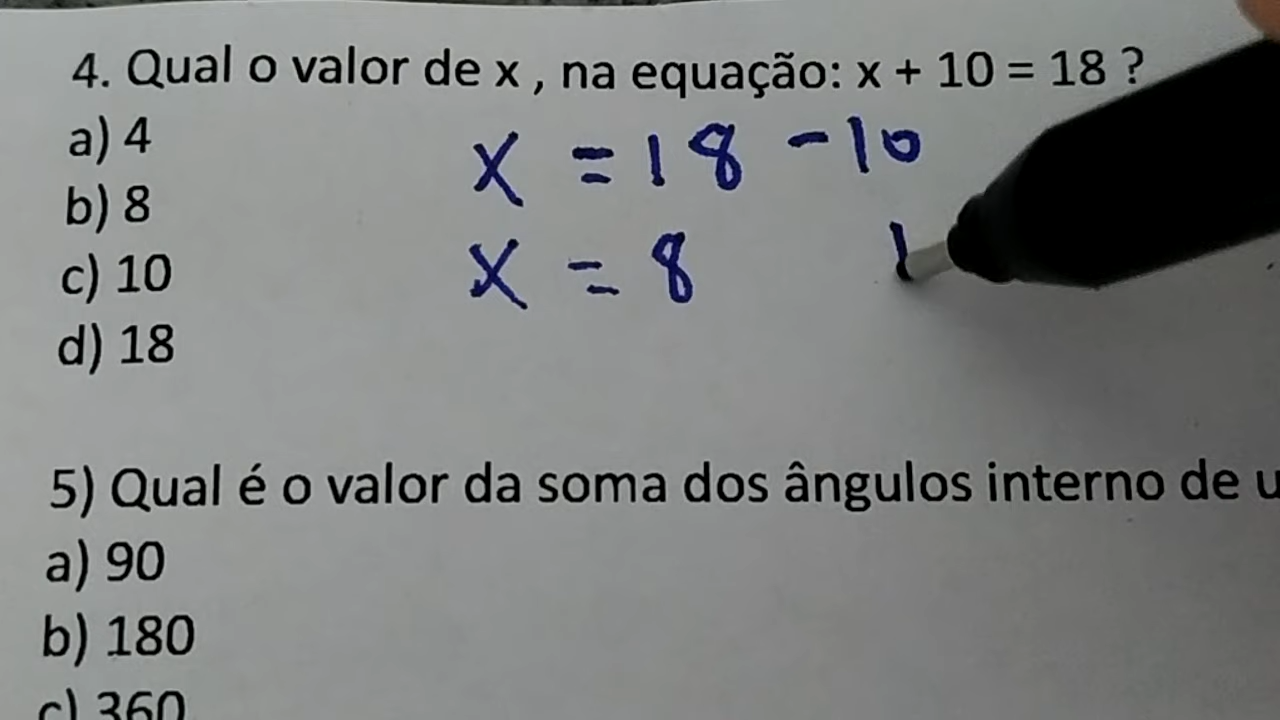 4. Qual o valor de x , na equação: x + 10 = 18 ?
a) 4
x = 18 - 10
b) 8
x = 8
c) 10
d) 18
5) Qual é o valor da soma dos ângulos interno de u
a) 90
b) 180
c) 360